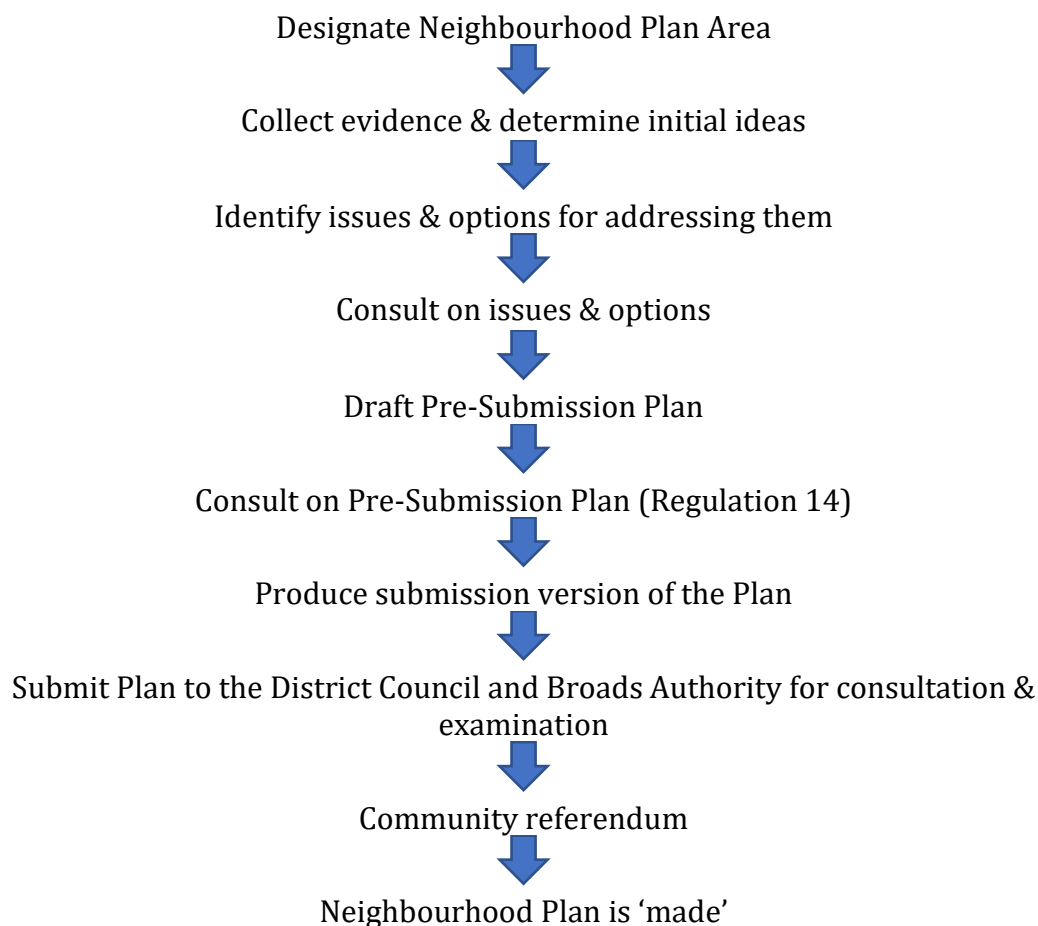 Designate Neighbourhood Plan Area
Collect evidence & determine initial ideas
Identify issues & options for addressing them
Consult on issues & options
Draft Pre-Submission Plan
Consult on Pre-Submission Plan (Regulation 14)
Produce submission version of the Plan
Submit Plan to the District Council and Broads Authority for consultation &
examination
Community referendum
Neighbourhood Plan is ‘made’